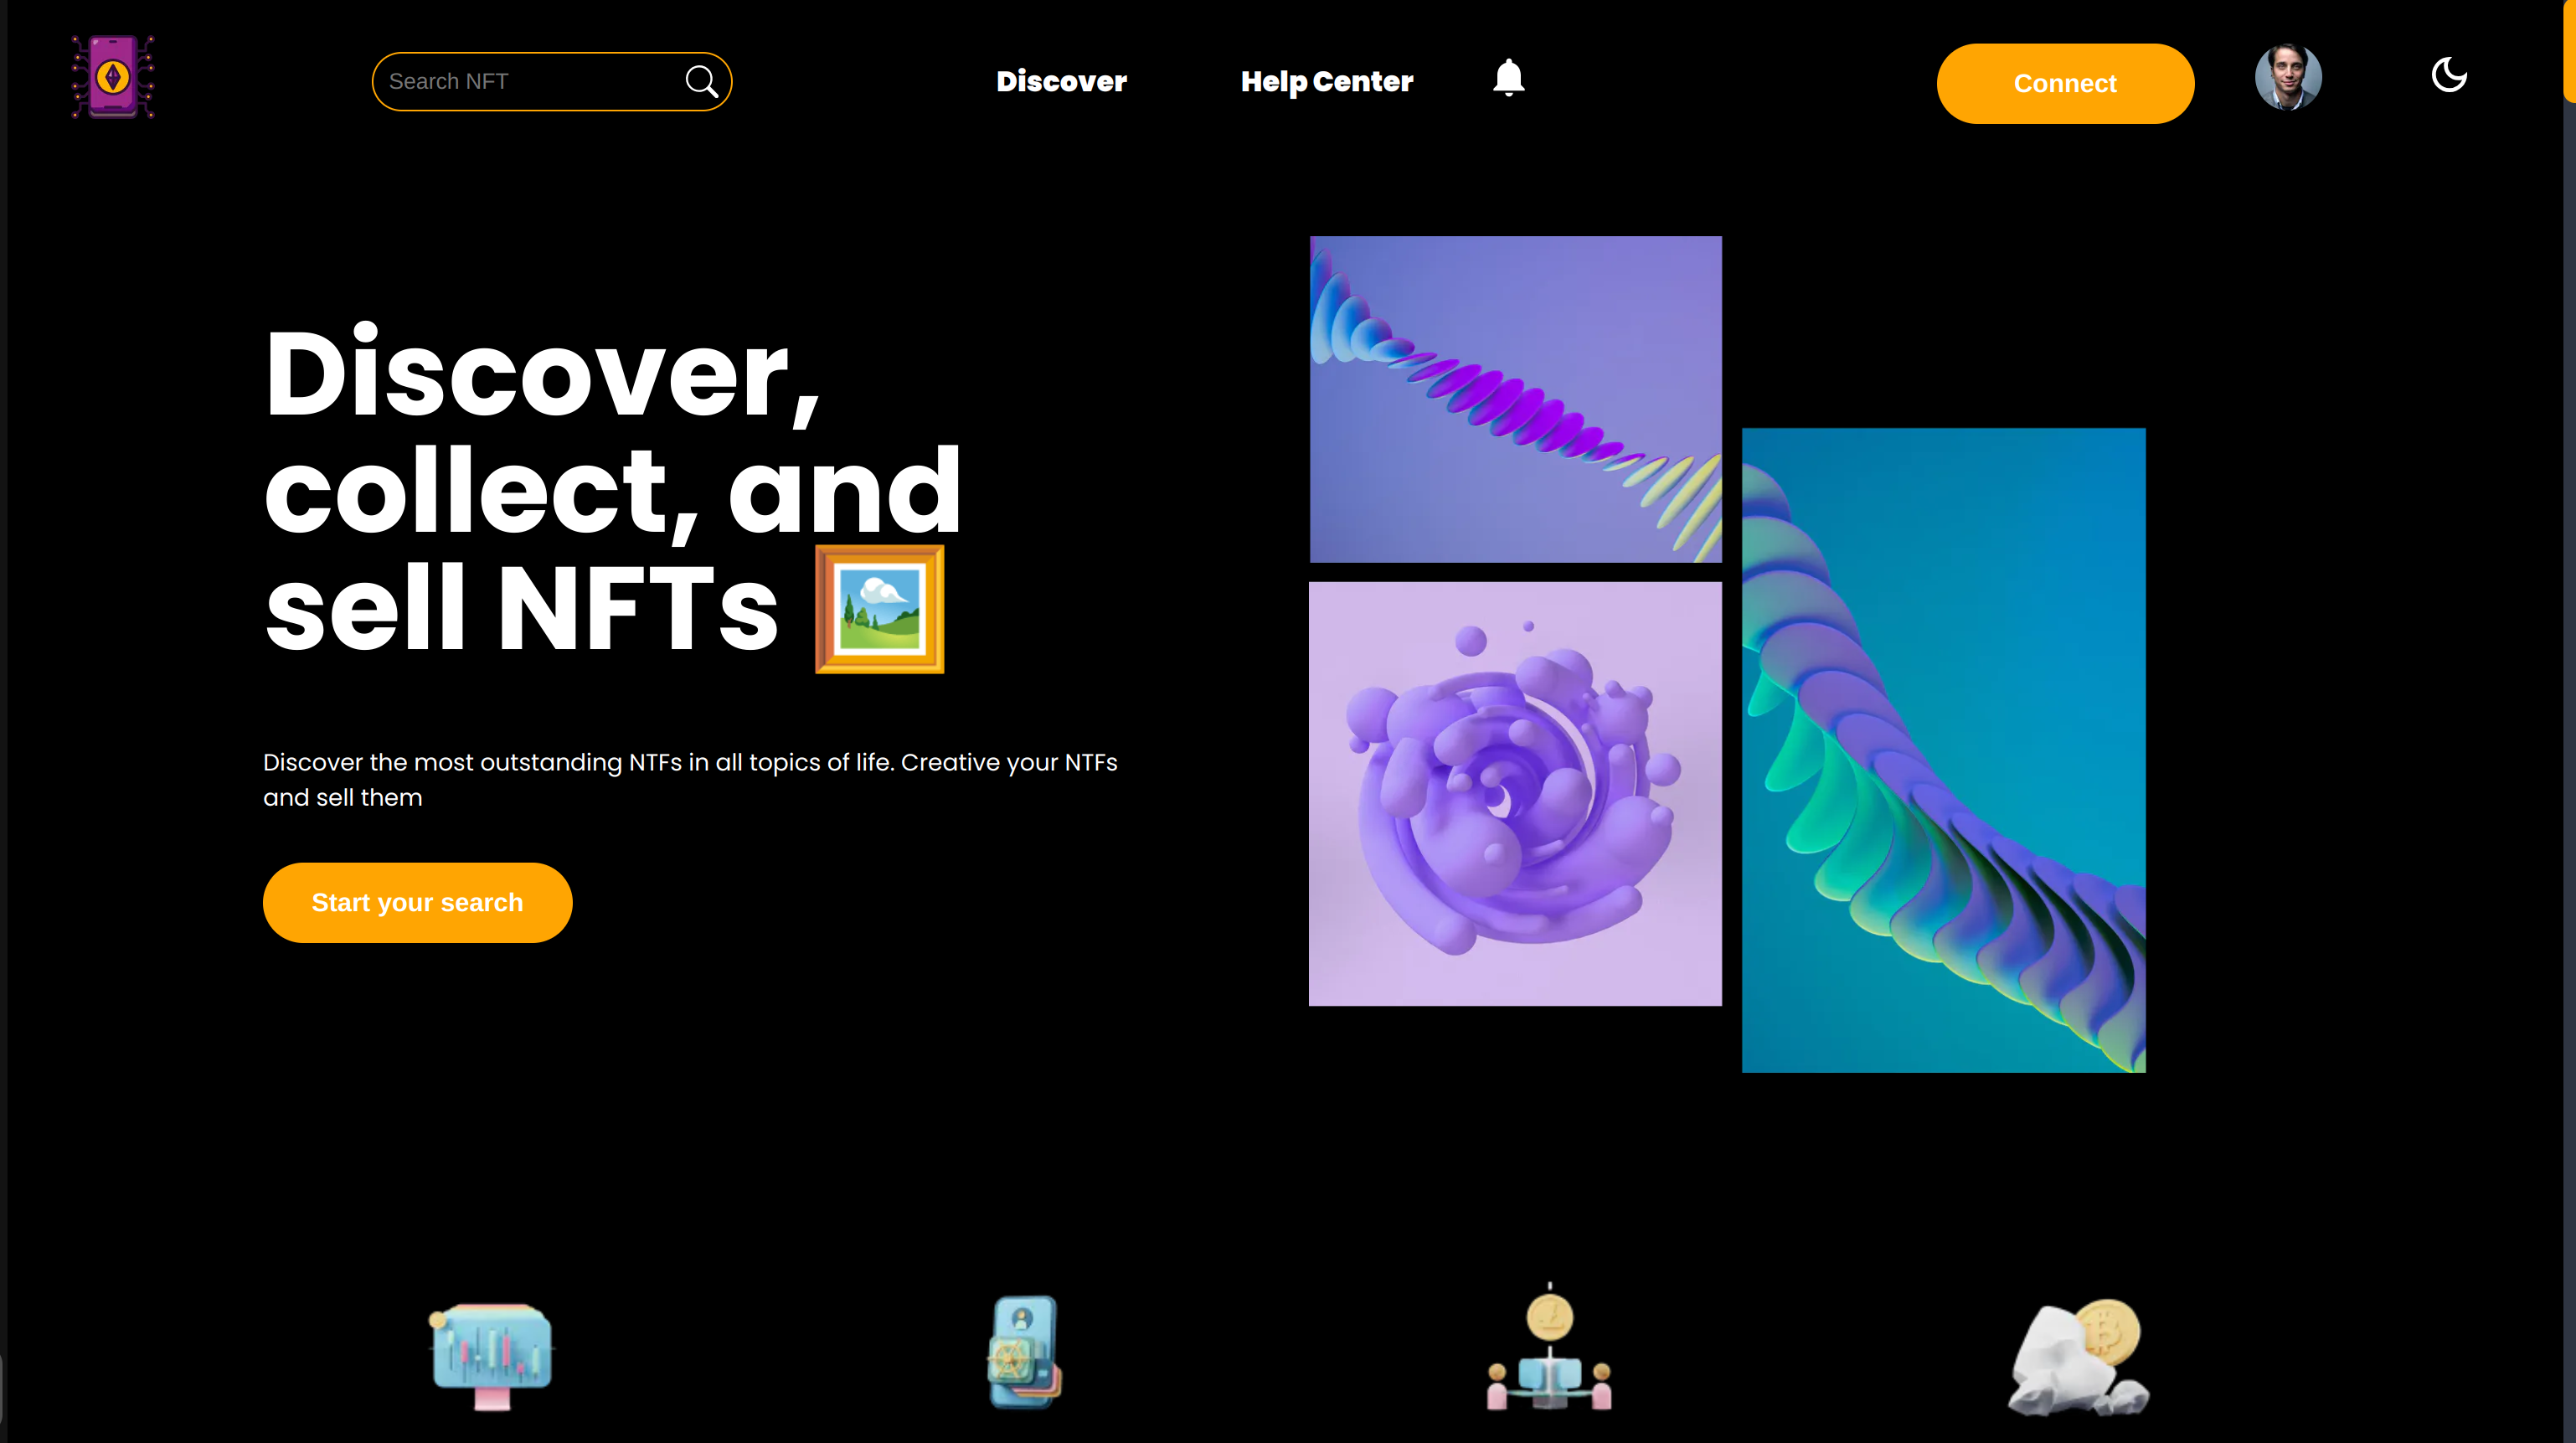 Search NFT
Discover
Help Center
Connect
Discover,
collect, and
sell NFTs
Discover the most outstanding NTFs in all topics of life. Creative your NTFs
and sell them
Start your search